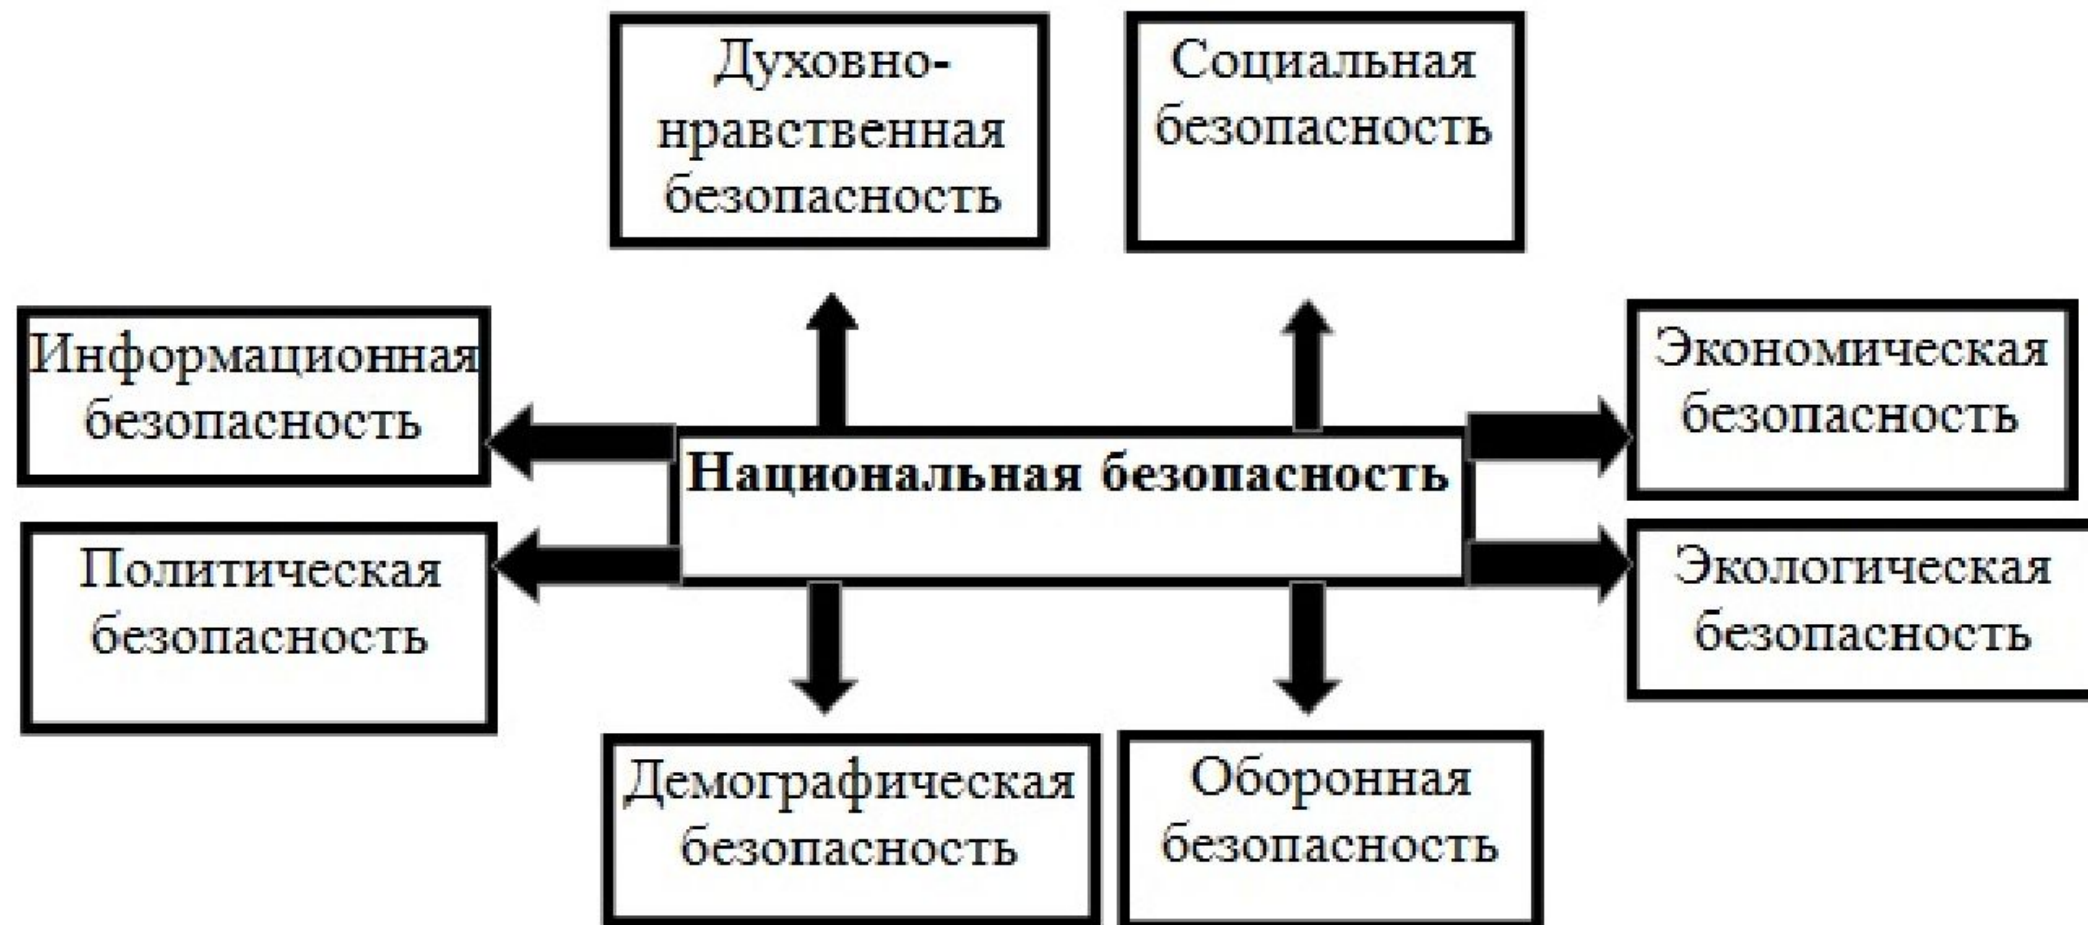 Духовно-
нравственная
безопасность
Социальная
безопасность
Информационная
безопасность
Экономическая
безопасность
Национальная безопасность
Политическая
безопасность
Экологическая
безопасность
Демографическая
безопасность
Оборонная
безопасность